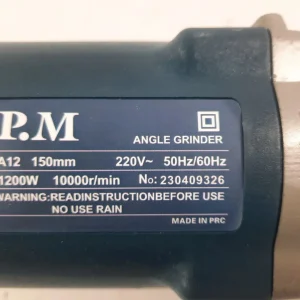 P.M
ANGLE GRINDER
A12 150mm 220V~ 50Hz/60Hz
1200W 10000r/min No: 230409326
WARNING:READINSTRUCTIONBEFORE USE
NO USE RAIN
MADE IN PRC